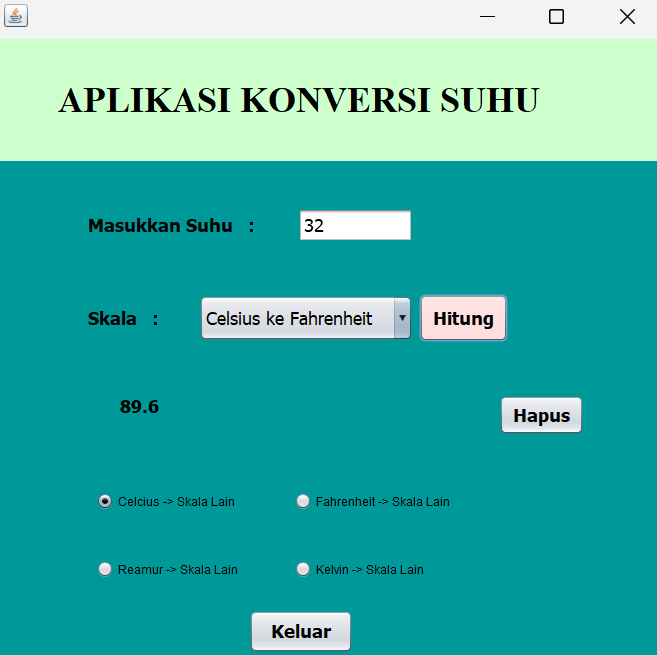 APLIKASI KONVERSI SUHU
Masukkan Suhu : 32
Skala : Celsius ke Fahrenheit Hitung
89.6
Hapus
Celcius -> Skala Lain Fahrenheit -> Skala Lain
Reamur -> Skala Lain Kelvin -> Skala Lain
Keluar